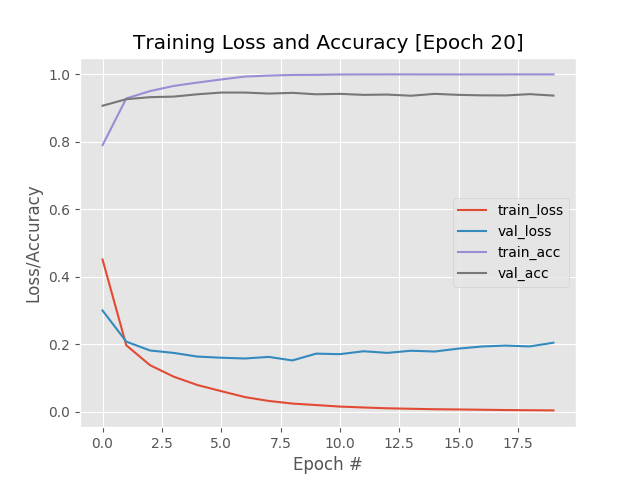 Training Loss and Accuracy [Epoch 20]
1.0
0.8
0.6
0.4
0.2
0.0
Loss/Accuracy
train_loss
val_loss
train_acc
val_acc
0.0 2.5 5.0 7.5 10.0 12.5 15.0 17.5
Epoch #